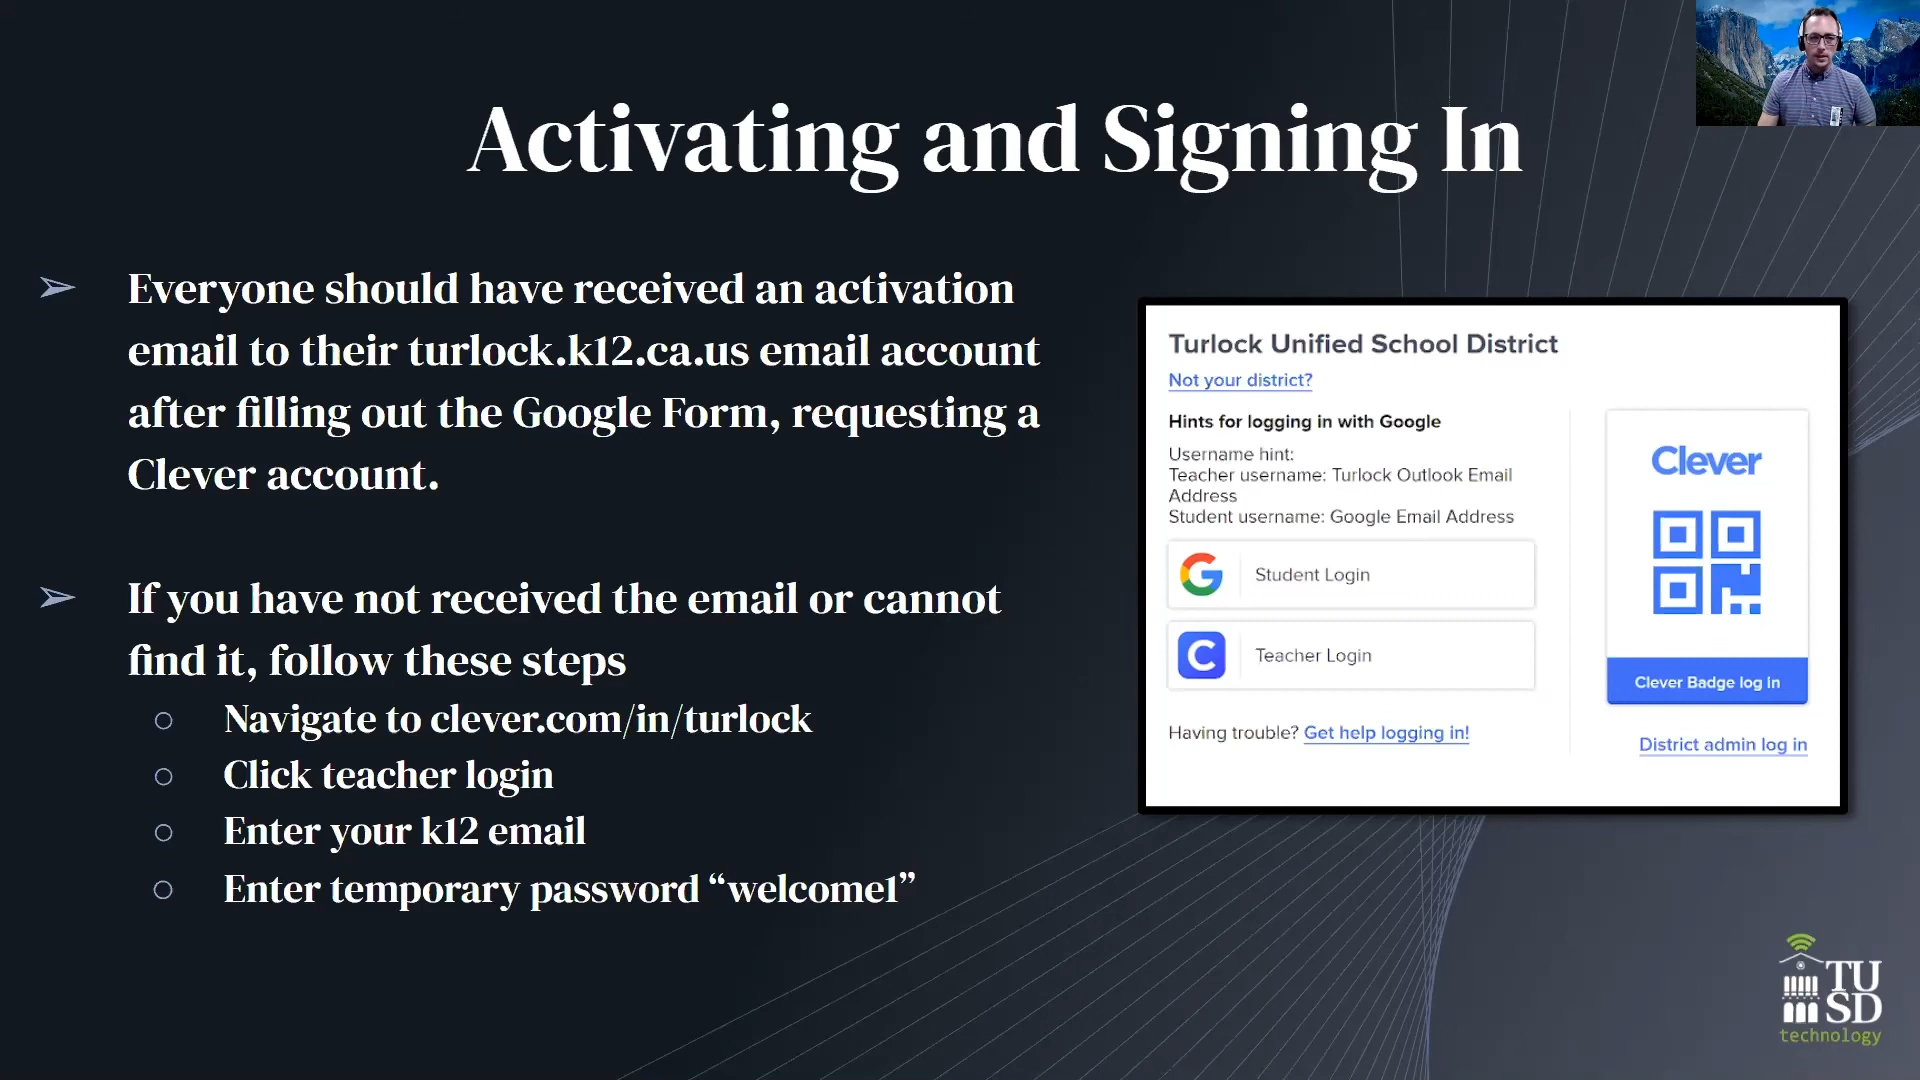 Activating and Signing In
➢ Everyone should have received an activation
email to their turlock.k12.ca.us email account
after filling out the Google Form, requesting a
Clever account.
➢ If you have not received the email or cannot
find it, follow these steps
○ Navigate to clever.com/in/turlock
○ Click teacher login
○ Enter your k12 email
○ Enter temporary password “welcome1”
Turlock Unified School District
Not your district?
Hints for logging in with Google
Username hint:
Teacher username: Turlock Outlook Email
Address
Student username: Google Email Address
Student Login
Teacher Login
Having trouble? Get help logging in!
Clever
Clever Badge log in
District admin log in
TU
SD
technology